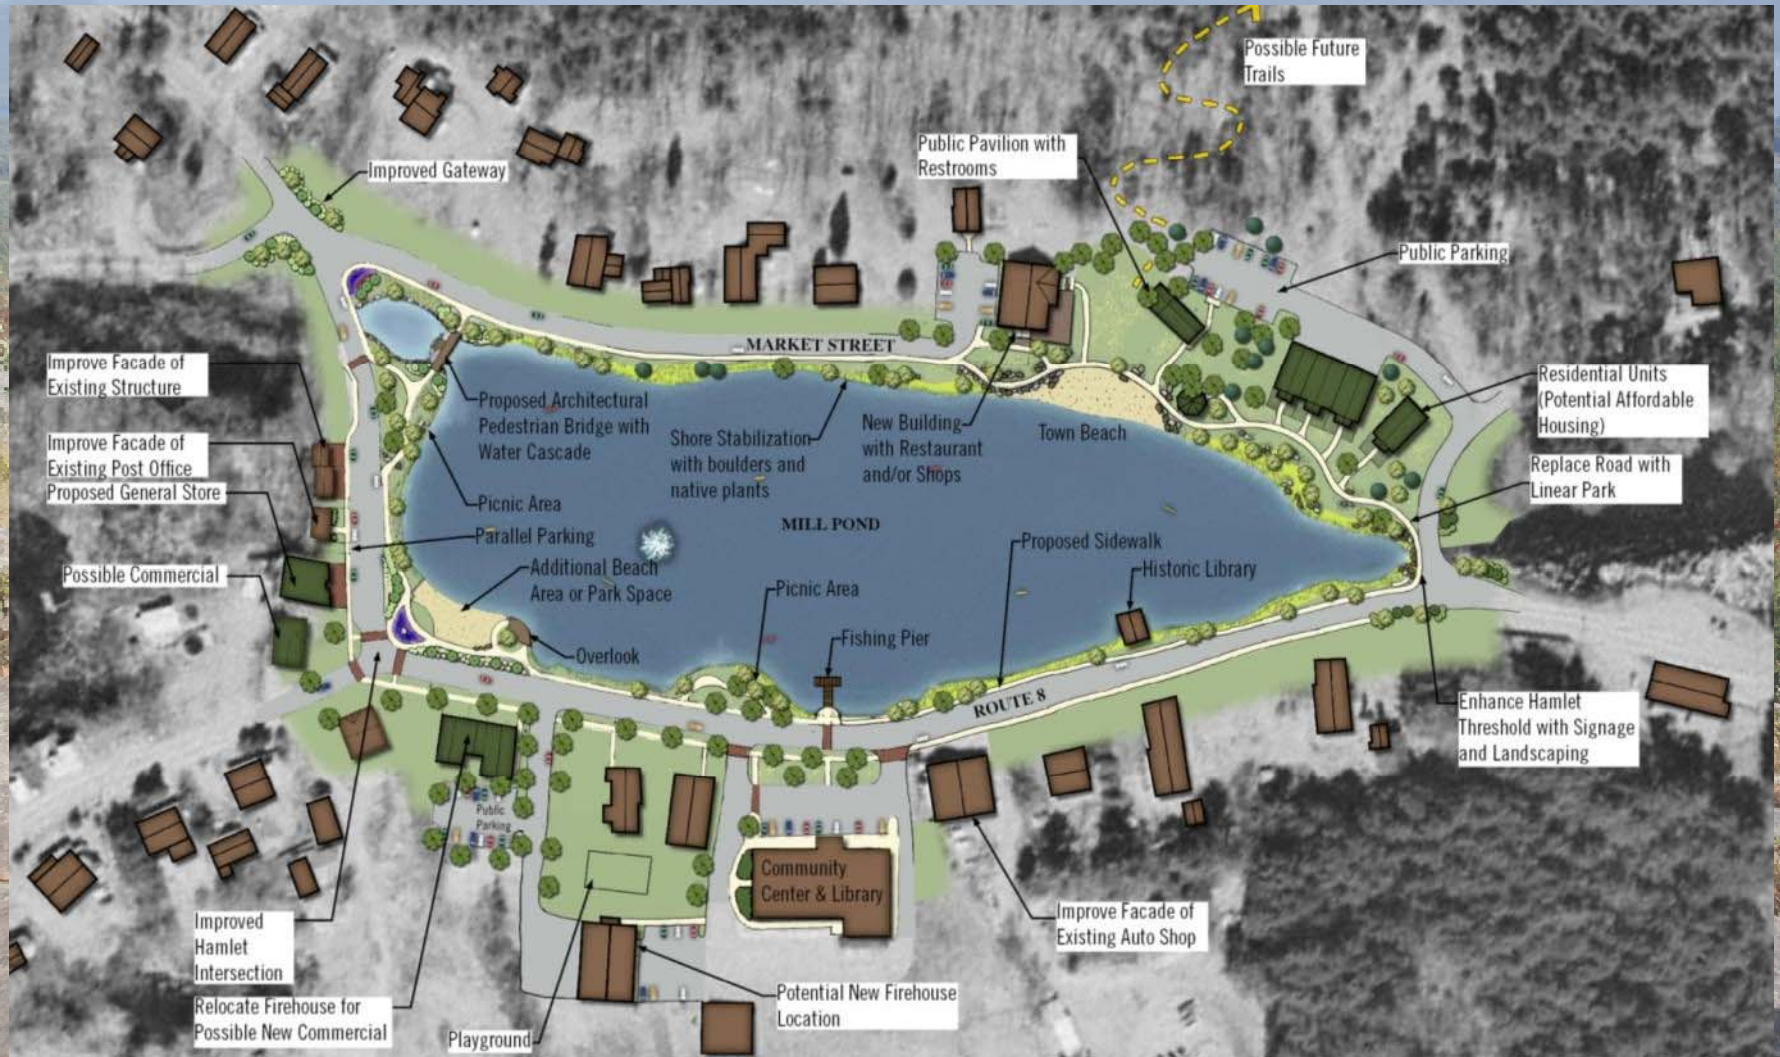 Possible Future
Trails
Public Pavilion with
Restrooms
Improved Gateway
Public Parking
MARKET STREET
Improve Facade of
Existing Structure
Proposed Architectural
Pedestrian Bridge with
Water Cascade
Shore Stabilization
with boulders and
native plants
New Building
with Restaurant
and/or Shops
Town Beach
Residential Units
(Potential Affordable
Housing)
Improve Facade of
Existing Post Office
Replace Road with
Linear Park
Proposed General Store
Picnic Area
MILL POND
Parallel Parking
Proposed Sidewalk
Possible Commercial
Additional Beach
Area or Park Space
Picnic Area
Historic Library
Overlook
Fishing Pier
ROUTE 8
Enhance Hamlet
Threshold with Signage
and Landscaping
Public
Parking
Community
Center & Library
Improved
Hamlet
Intersection
Improve Facade of
Existing Auto Shop
Relocate Firehouse for
Possible New Commercial
Potential New Firehouse
Location
Playground